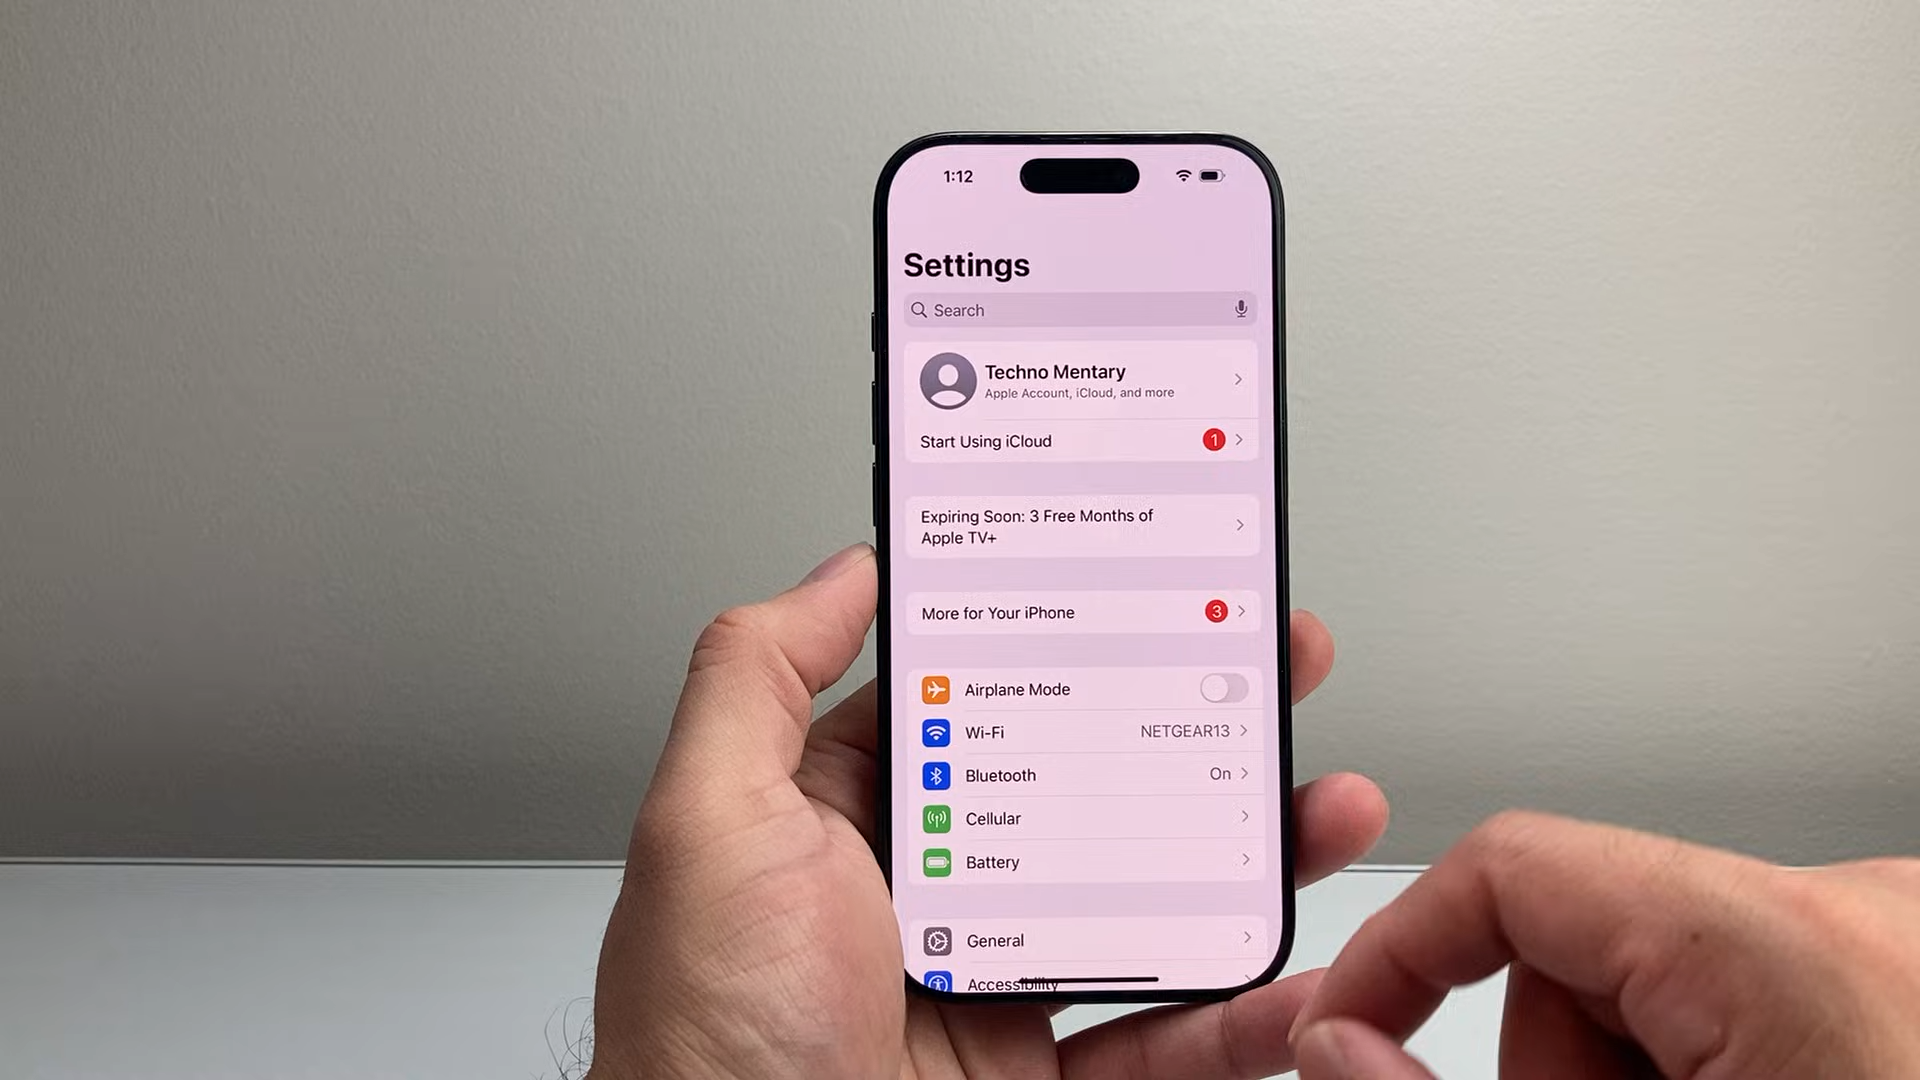 1:12
Settings
Search
Techno Mentary
Apple Account, iCloud, and more
Start Using iCloud 1
Expiring Soon: 3 Free Months of
Apple TV+
More for Your iPhone 3
Airplane Mode
Wi-Fi NETGEAR13
Bluetooth On
Cellular
Battery
General
Accessibility